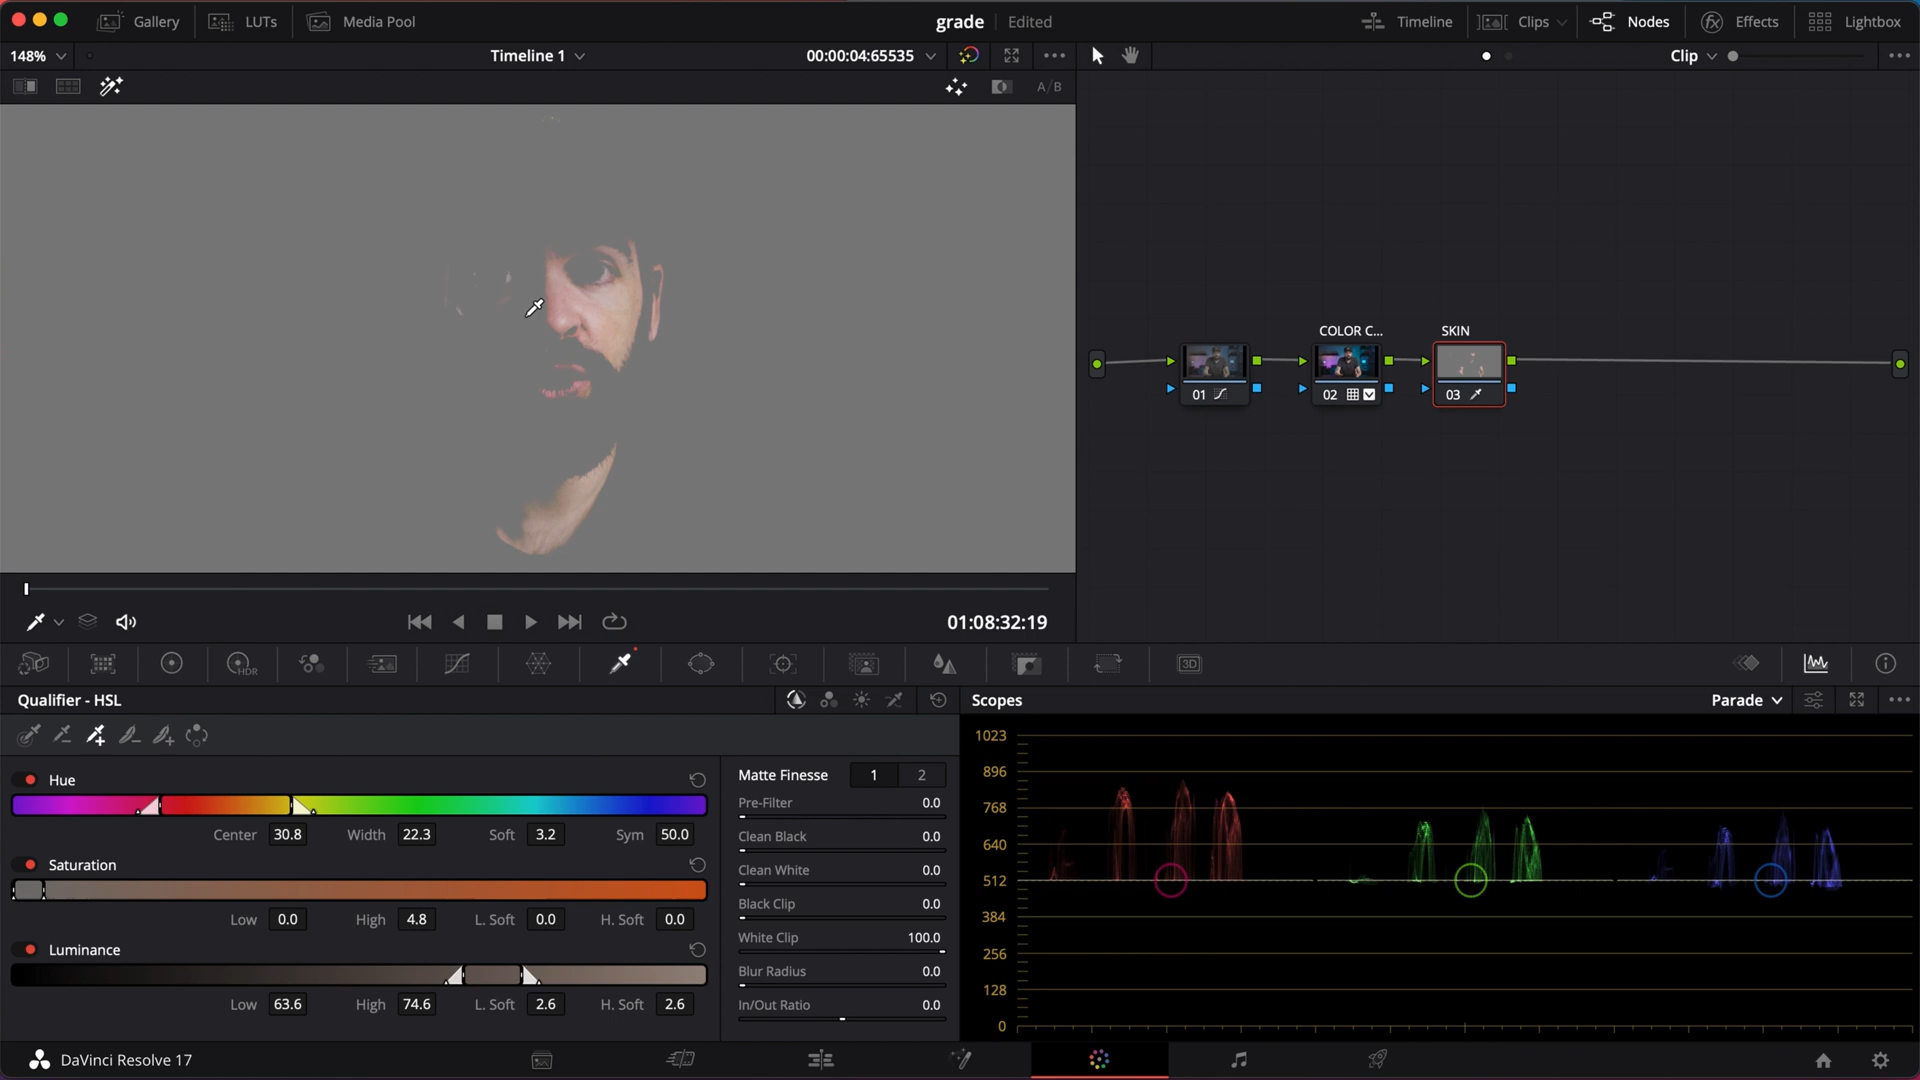 Gallery LUTs Media Pool grade Edited Timeline Clips Nodes Effects Lightbox
148% Timeline 1 00:00:04:65535 Clip
A/B
COLOR C... SKIN
01 02 03
01:08:32:19
HDR 3D
Qualifier - HSL Scopes Parade
Hue
Center 30.8 Width 22.3 Soft 3.2 Sym 50.0
Saturation
Low 0.0 High 4.8 L. Soft 0.0 H. Soft 0.0
Luminance
Low 63.6 High 74.6 L. Soft 2.6 H. Soft 2.6
Matte Finesse 1 2
Pre-Filter 0.0
Clean Black 0.0
Clean White 0.0
Black Clip 0.0
White Clip 100.0
Blur Radius 0.0
In/Out Ratio 0.0
1023
896
768
640
512
384
256
128
0
DaVinci Resolve 17